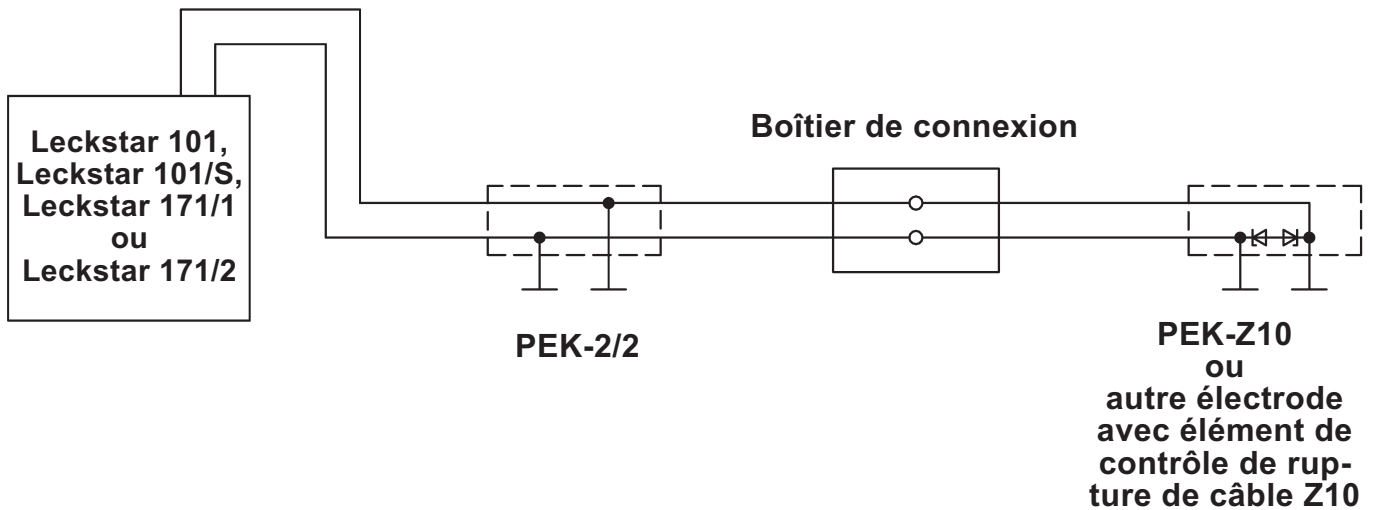 Leckstar 101,
Leckstar 101/S,
Leckstar 171/1
ou
Leckstar 171/2
Boîtier de connexion
PEK-2/2
PEK-Z10
ou
autre électrode
avec élément de
contrôle de rup-
ture de câble Z10